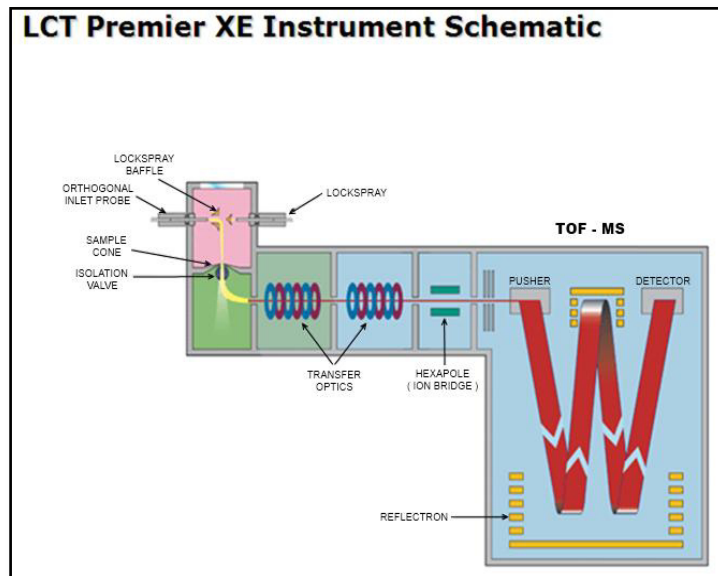 LCT Premier XE Instrument Schematic
LOCKSPRAY
BAFFLE
ORTHOGONAL
INLET PROBE
LOCKSPRAY
SAMPLE
CONE
ISOLATION
VALVE
TOF - MS
PUSHER
DETECTOR
TRANSFER
OPTICS
HEXAPOLE
( ION BRIDGE )
REFLECTRON